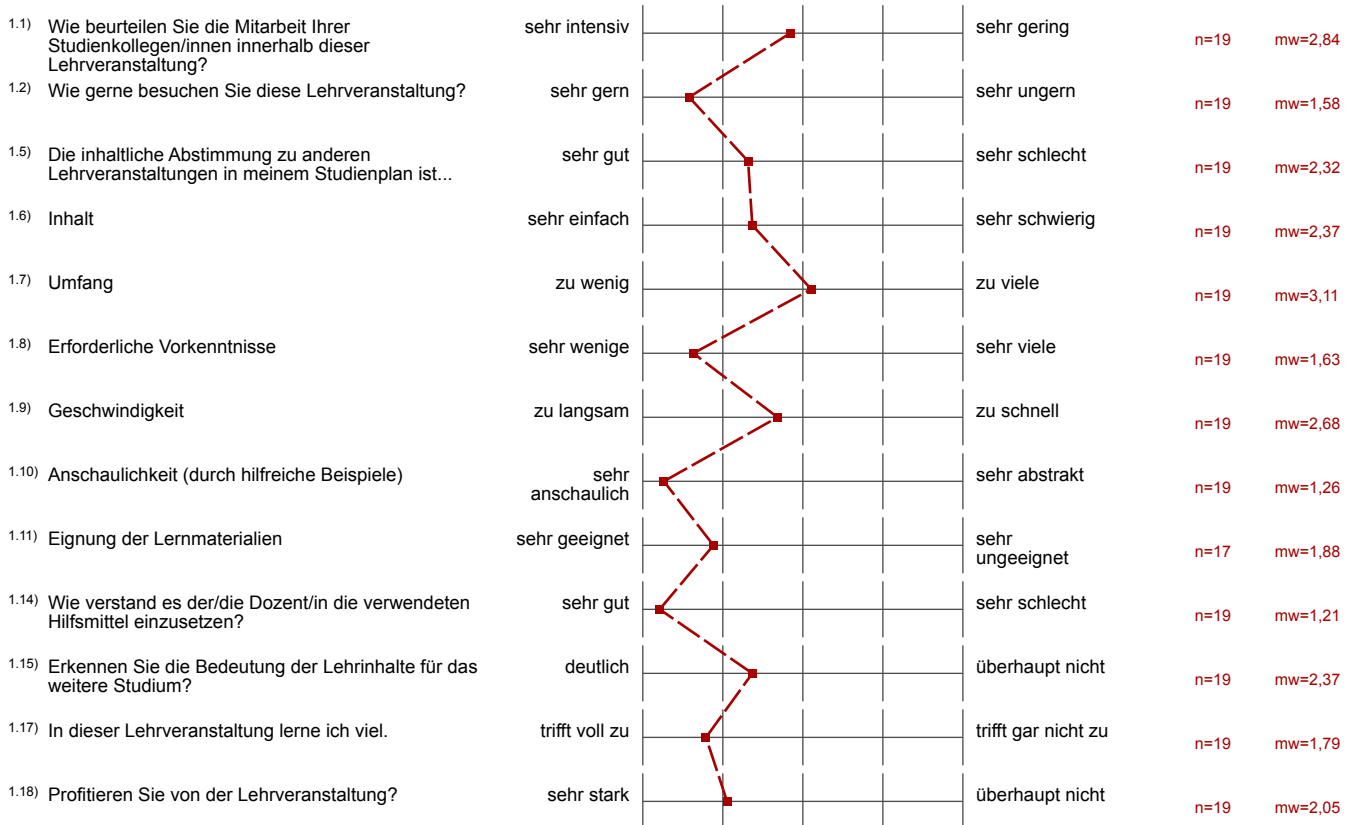 1.1) Wie beurteilen Sie die Mitarbeit Ihrer
Studienkollegen/innen innerhalb dieser
Lehrveranstaltung?
sehr intensiv
sehr gering
n=19 mw=2,84
1.2) Wie gerne besuchen Sie diese Lehrveranstaltung?
sehr gern
sehr ungern
n=19 mw=1,58
1.5) Die inhaltliche Abstimmung zu anderen
Lehrveranstaltungen in meinem Studienplan ist...
sehr gut
sehr schlecht
n=19 mw=2,32
1.6) Inhalt
sehr einfach
sehr schwierig
n=19 mw=2,37
1.7) Umfang
zu wenig
zu viele
n=19 mw=3,11
1.8) Erforderliche Vorkenntnisse
sehr wenige
sehr viele
n=19 mw=1,63
1.9) Geschwindigkeit
zu langsam
zu schnell
n=19 mw=2,68
1.10) Anschaulichkeit (durch hilfreiche Beispiele)
sehr
anschaulich
sehr abstrakt
n=19 mw=1,26
1.11) Eignung der Lernmaterialien
sehr geeignet
sehr
ungeeignet
n=17 mw=1,88
1.14) Wie verstand es der/die Dozent/in die verwendeten
Hilfsmittel einzusetzen?
sehr gut
sehr schlecht
n=19 mw=1,21
1.15) Erkennen Sie die Bedeutung der Lehrinhalte für das
weitere Studium?
deutlich
überhaupt nicht
n=19 mw=2,37
1.17) In dieser Lehrveranstaltung lerne ich viel.
trifft voll zu
trifft gar nicht zu
n=19 mw=1,79
1.18) Profitieren Sie von der Lehrveranstaltung?
sehr stark
überhaupt nicht
n=19 mw=2,05